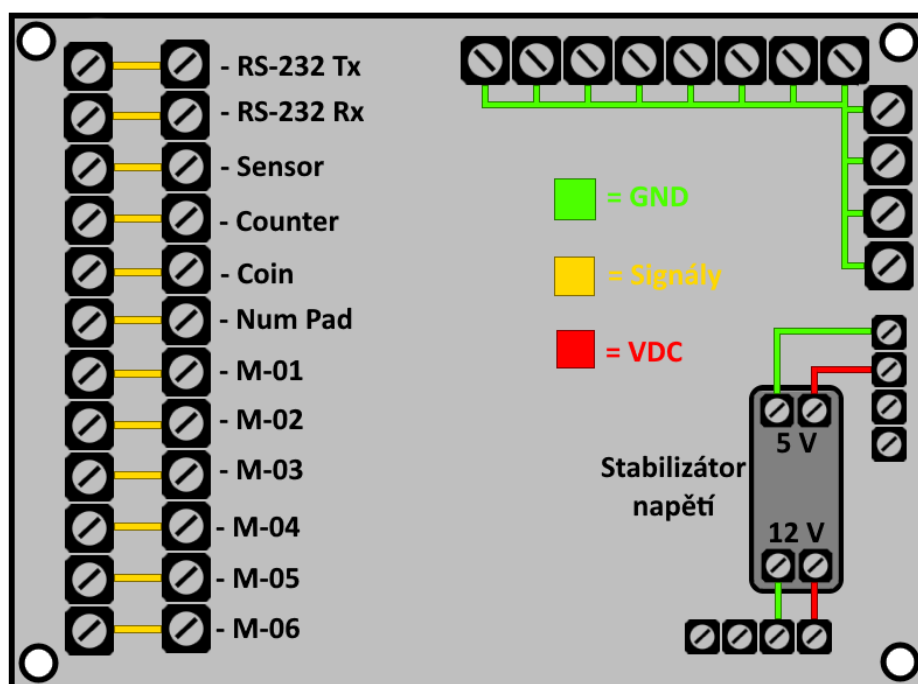 - RS-232 Tx
- RS-232 Rx
- Sensor
- Counter
- Coin
- Num Pad
- M-01
- M-02
- M-03
- M-04
- M-05
- M-06
= GND
= Signály
= VDC
5 V
Stabilizátor
napětí
12 V